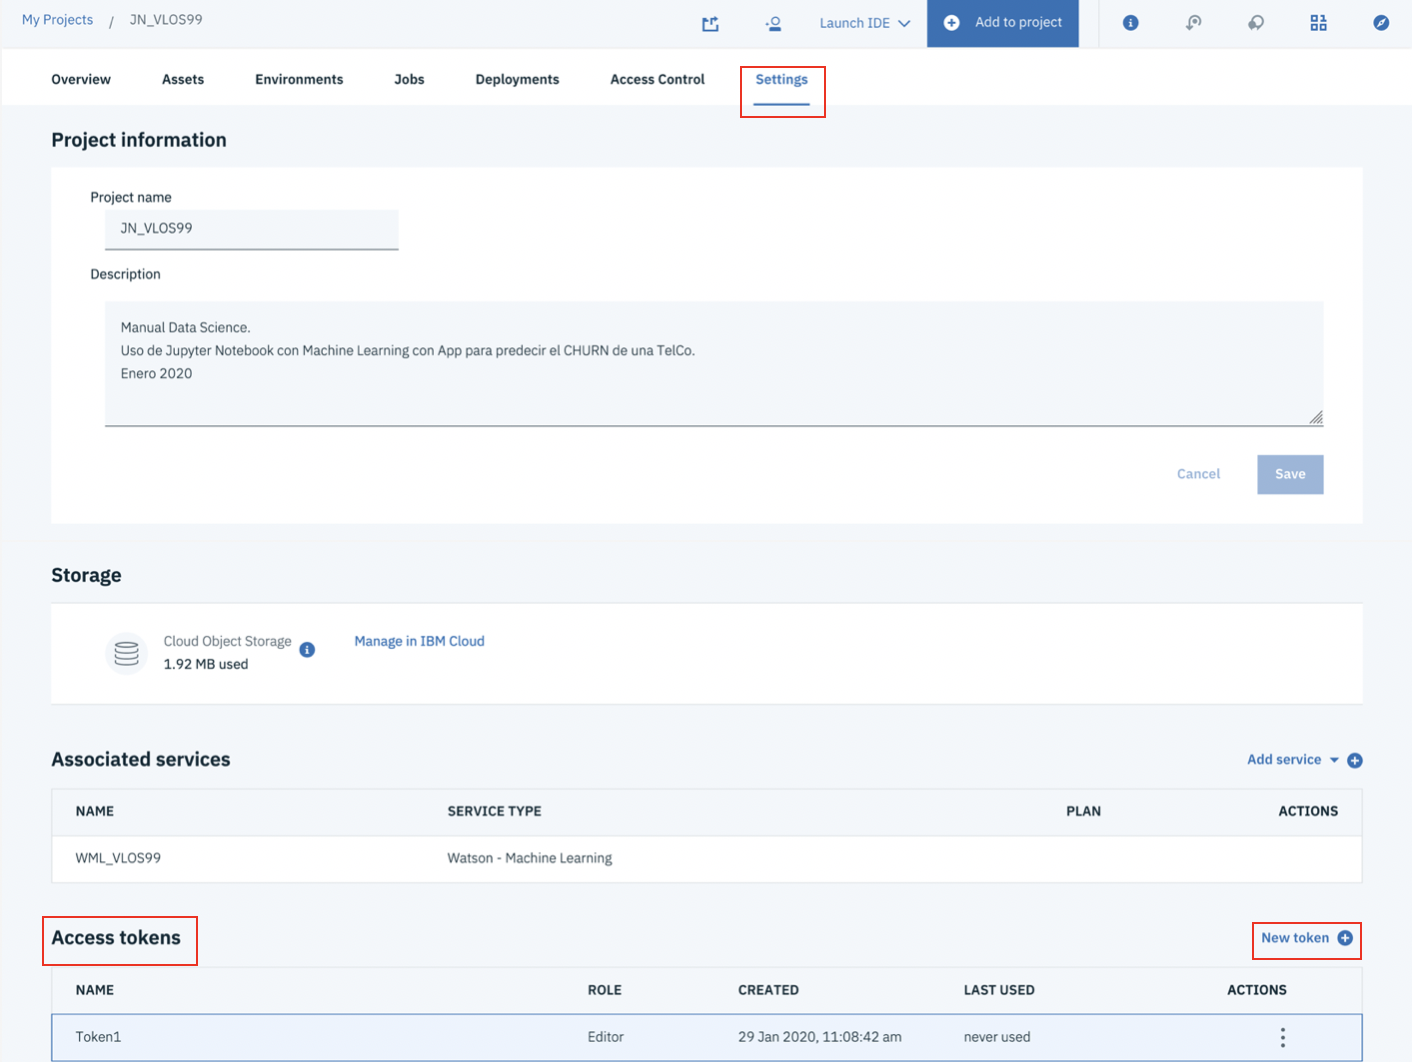 My Projects / JN_VLOS99
Launch IDE
Add to project
Overview Assets Environments Jobs Deployments Access Control Settings
Project information
Project name
JN_VLOS99
Description
Manual Data Science.
Uso de Jupyter Notebook con Machine Learning con App para predecir el CHURN de una TelCo.
Enero 2020
Cancel Save
Storage
Cloud Object Storage
1.92 MB used
Manage in IBM Cloud
Associated services
Add service
NAME SERVICE TYPE PLAN ACTIONS
WML_VLOS99 Watson - Machine Learning
Access tokens
New token
NAME ROLE CREATED LAST USED ACTIONS
Token1 Editor 29 Jan 2020, 11:08:42 am never used